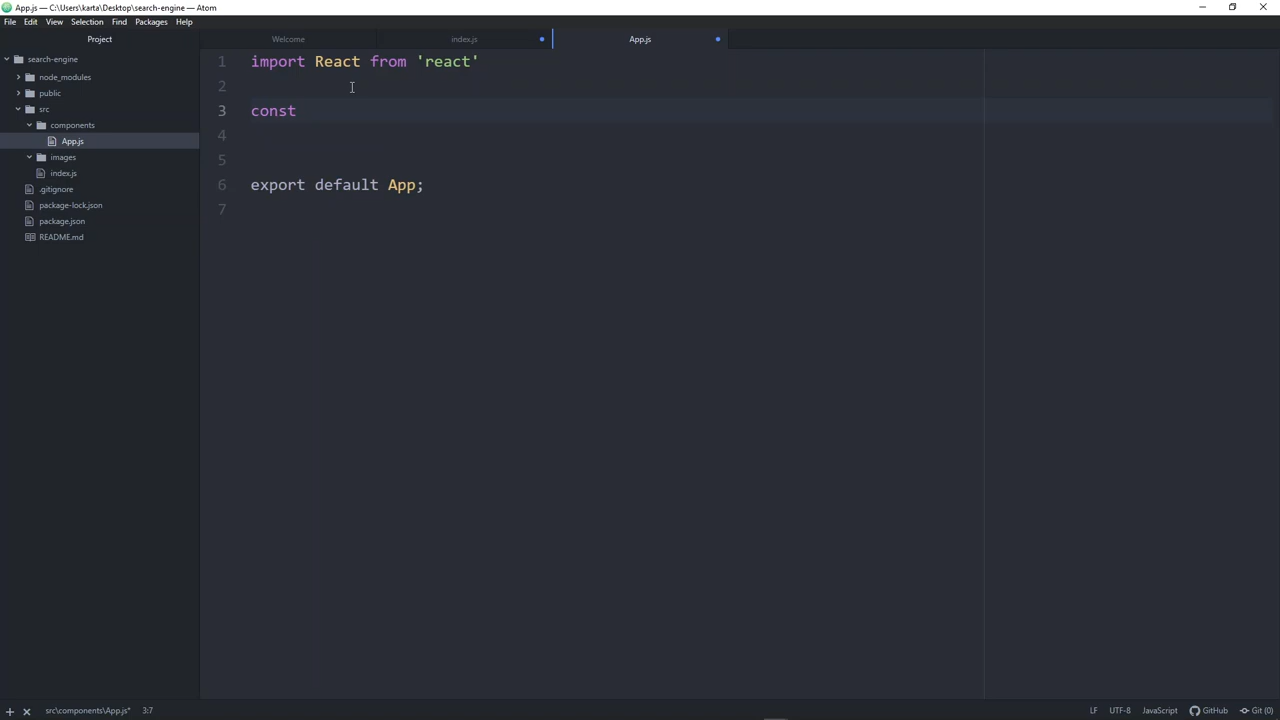 App.js — C:\Users\karta\Desktop\search-engine — Atom
File Edit View Selection Find Packages Help
Project
Welcome
index.js
App.js
search-engine
node_modules
public
src
components
App.js
images
index.js
.gitignore
package-lock.json
package.json
README.md
1 import React from 'react'
2
3 const
4
5
6 export default App;
7
src\components\App.js* 3:7
LF UTF-8 JavaScript GitHub Git (0)